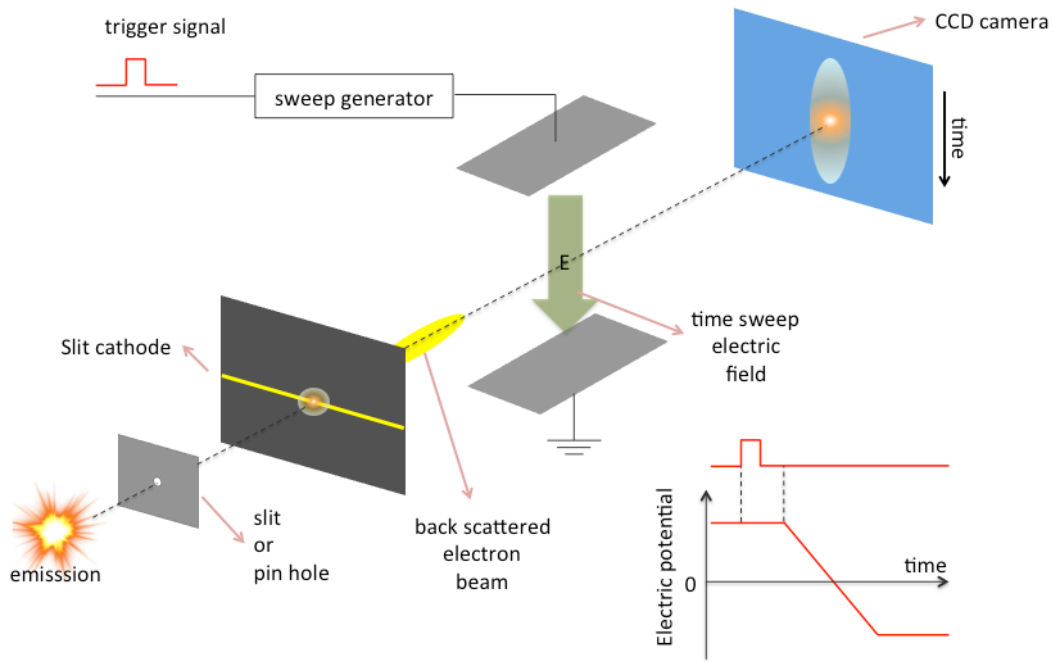 trigger signal
CCD camera
sweep generator
time
E
time sweep
electric
field
Slit cathode
slit
or
pin hole
back scattered
electron
beam
emisssion
Electric potential
0
time